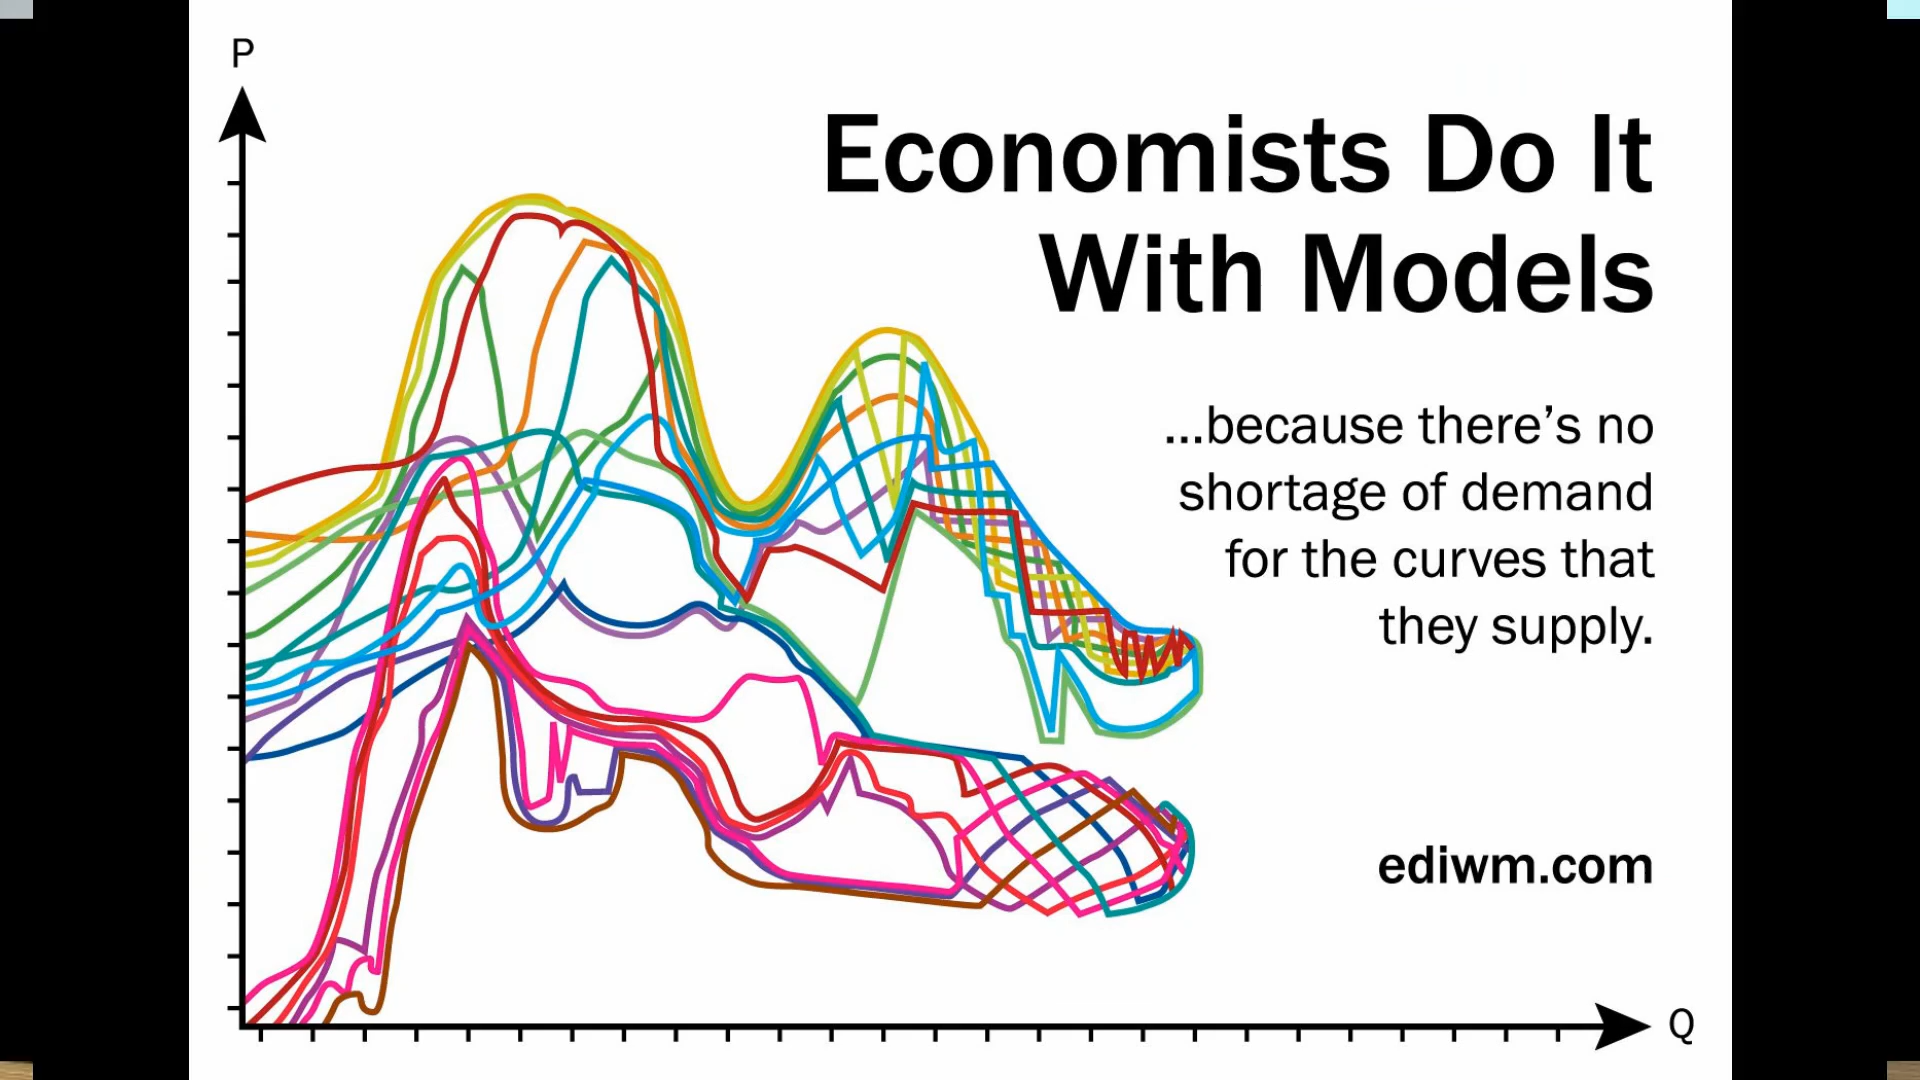 P
Economists Do It
With Models
...because there’s no
shortage of demand
for the curves that
they supply.
ediwm.com
Q